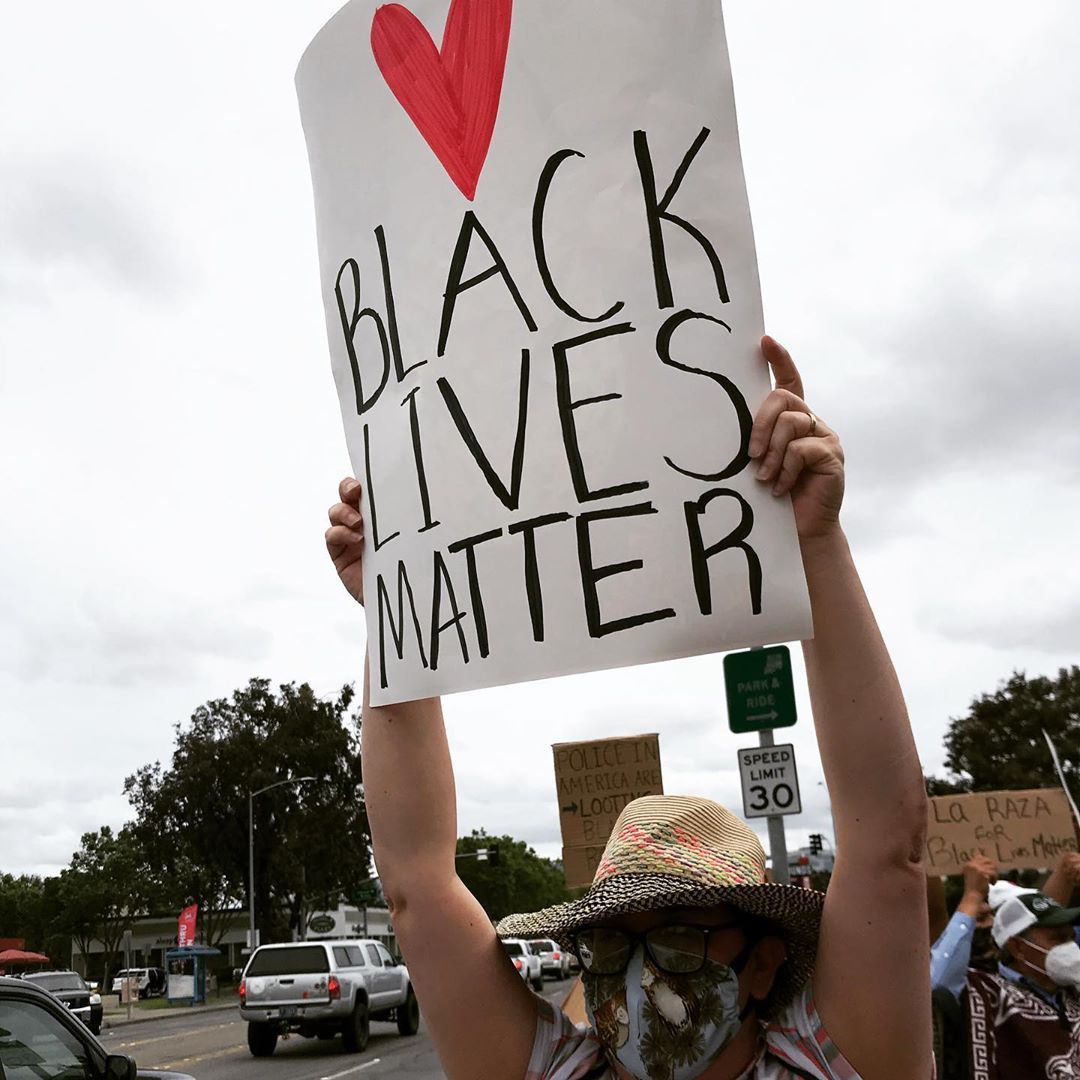 BLACK
LIVES
MATTER
PARK &
RIDE
SPEED
LIMIT
30
POLICE IN
AMERICA ARE
→LOOTING
LA RAZA
FOR
Black Lives Matter